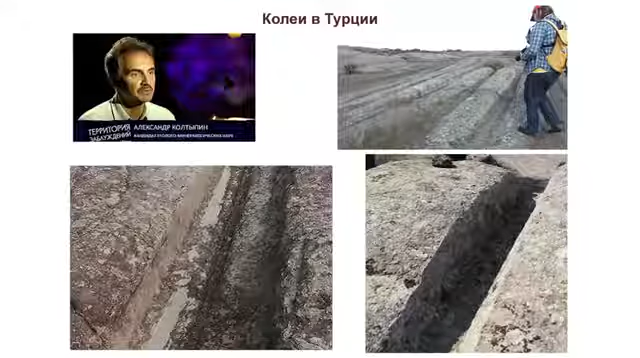 Колеи в Турции
ТЕРРИТОРИЯ
ЗАБЛУЖДЕНИЙ
АЛЕКСАНДР КОЛТЫПИН